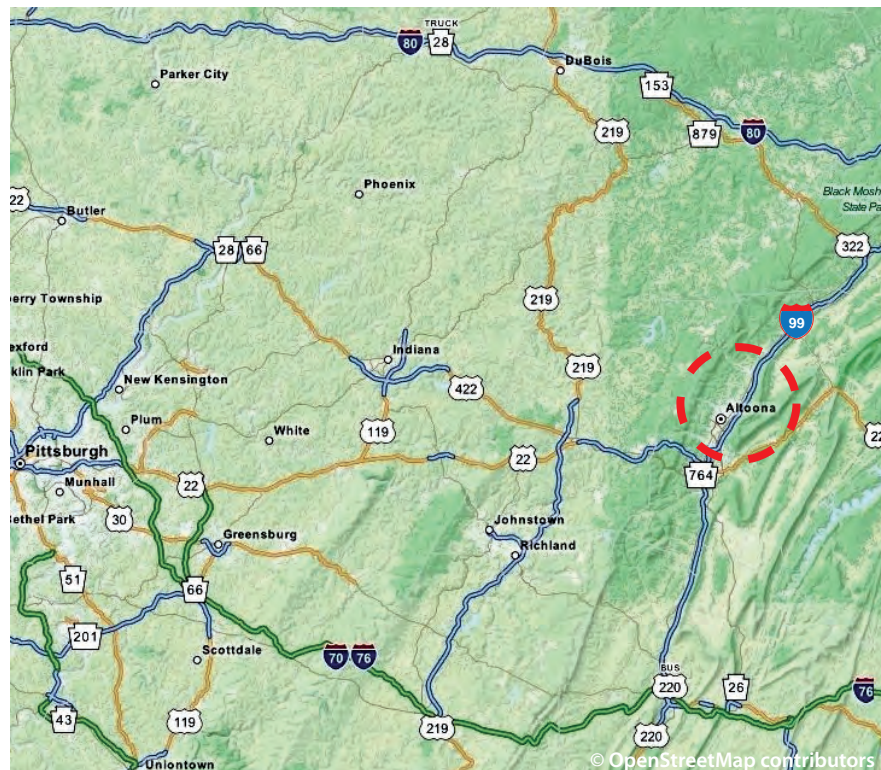 TRUCK
80
28
DuBois
Parker City
153
219
879
80
Phoenix
Black Mosh
State Pa
22
Butler
28
66
322
berry Township
219
99
exford
Indiana
219
klin Park
New Kensington
422
Altoona
Plum
119
White
22
Pittsburgh
22
764
22
Munhall
30
Johnstown
Bethel Park
Greensburg
Richland
51
66
201
Scottdale
70
76
BUS
220
26
76
43
119
219
220
Uniontown
© OpenStreetMap contributors